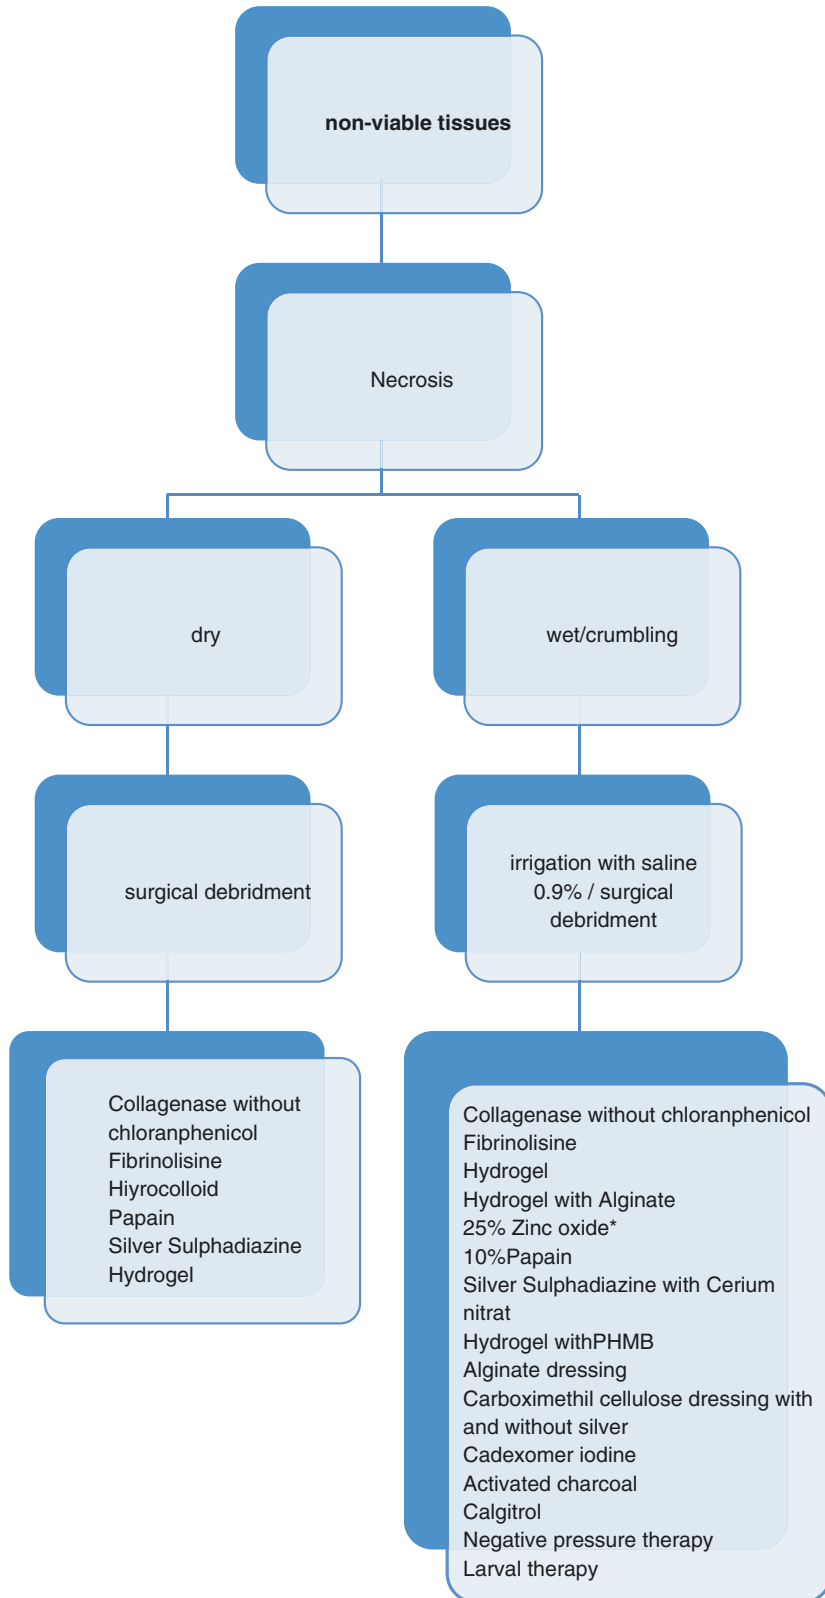 non-viable tissues
Necrosis
dry
wet/crumbling
surgical debridment
irrigation with saline
0.9% / surgical
debridment
Collagenase without
chloranphenicol
Fibrinolisine
Hiyrocolloid
Papain
Silver Sulphadiazine
Hydrogel
Collagenase without chloranphenicol
Fibrinolisine
Hydrogel
Hydrogel with Alginate
25% Zinc oxide*
10%Papain
Silver Sulphadiazine with Cerium
nitrat
Hydrogel withPHMB
Alginate dressing
Carboximethil cellulose dressing with
and without silver
Cadexomer iodine
Activated charcoal
Calgitrol
Negative pressure therapy
Larval therapy